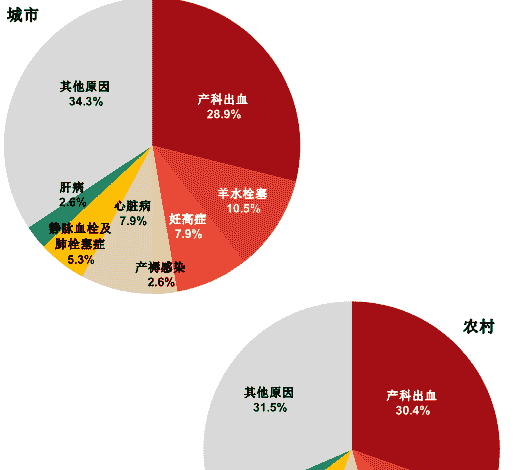 城市
其他原因
34.3%
产科出血
28.9%
羊水栓塞
10.5%
妊高症
7.9%
产褥感染
2.6%
心脏病
7.9%
静脉血栓及
肺栓塞症
5.3%
肝病
2.6%
农村
其他原因
31.5%
产科出血
30.4%